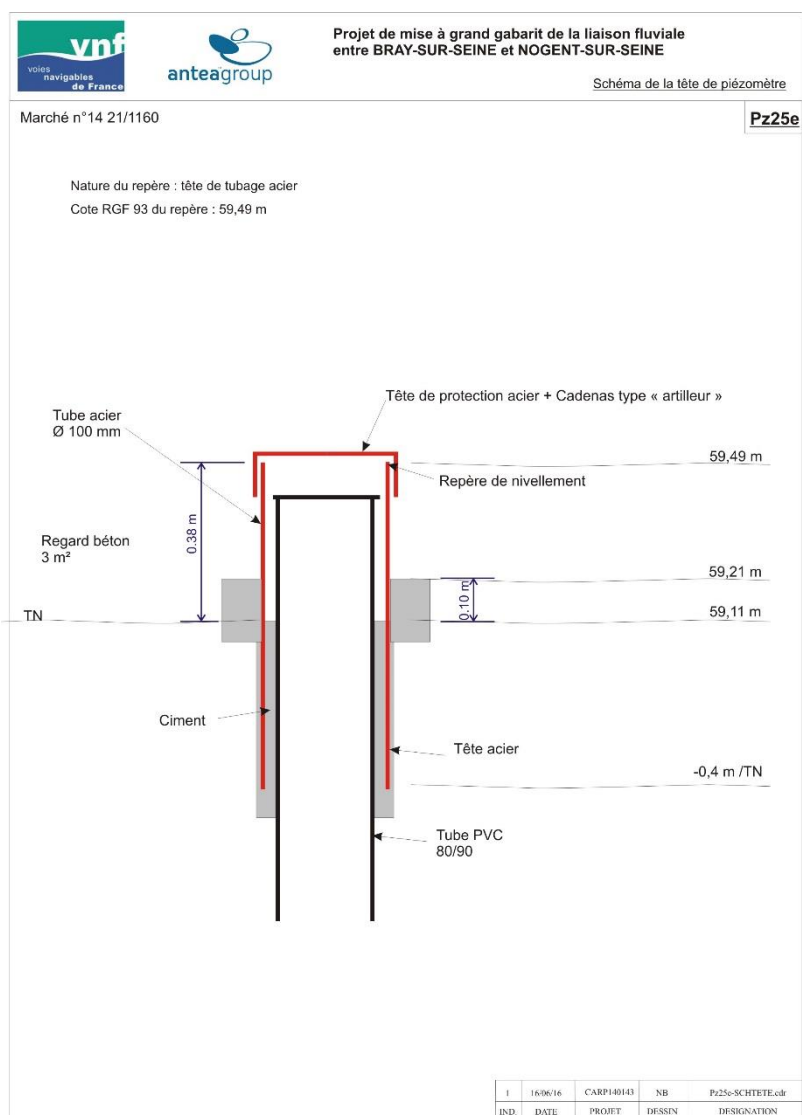 vnf
voies
navigables
de France
anteagroup
Projet de mise à grand gabarit de la liaison fluviale
entre BRAY-SUR-SEINE et NOGENT-SUR-SEINE
Schéma de la tête de piézomètre
Marché n°14 21/1160
Pz25e
Nature du repère : tête de tubage acier
Cote RGF 93 du repère : 59,49 m
Tête de protection acier + Cadenas type « artilleur »
Tube acier
Ø 100 mm
59,49 m
Repère de nivellement
0.38 m
Regard béton
3 m²
59,21 m
0.10 m
TN
59,11 m
Ciment
Tête acier
-0,4 m /TN
Tube PVC
80/90
1 16/06/16 CARP140143 NB Pz25e-SCHTETE.cdr
IND. DATE PROJET DESSIN DESIGNATION